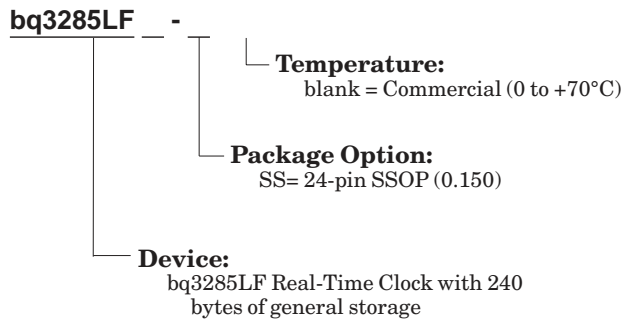 bq3285LF _ - _
Temperature:
blank = Commercial (0 to +70°C)
Package Option:
SS= 24-pin SSOP (0.150)
Device:
bq3285LF Real-Time Clock with 240
bytes of general storage